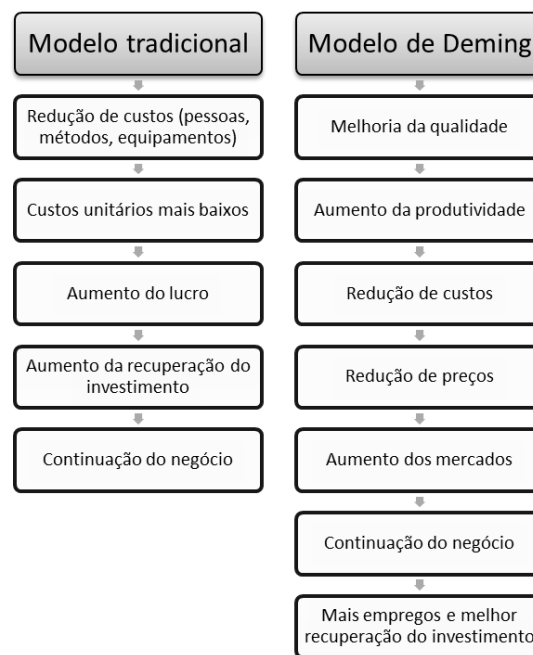 Modelo tradicional
Redução de custos (pessoas,
métodos, equipamentos)
Custos unitários mais baixos
Aumento do lucro
Aumento da recuperação do
investimento
Continuação do negócio
Modelo de Deming
Melhoria da qualidade
Aumento da produtividade
Redução de custos
Redução de preços
Aumento dos mercados
Continuação do negócio
Mais empregos e melhor
recuperação do investimento